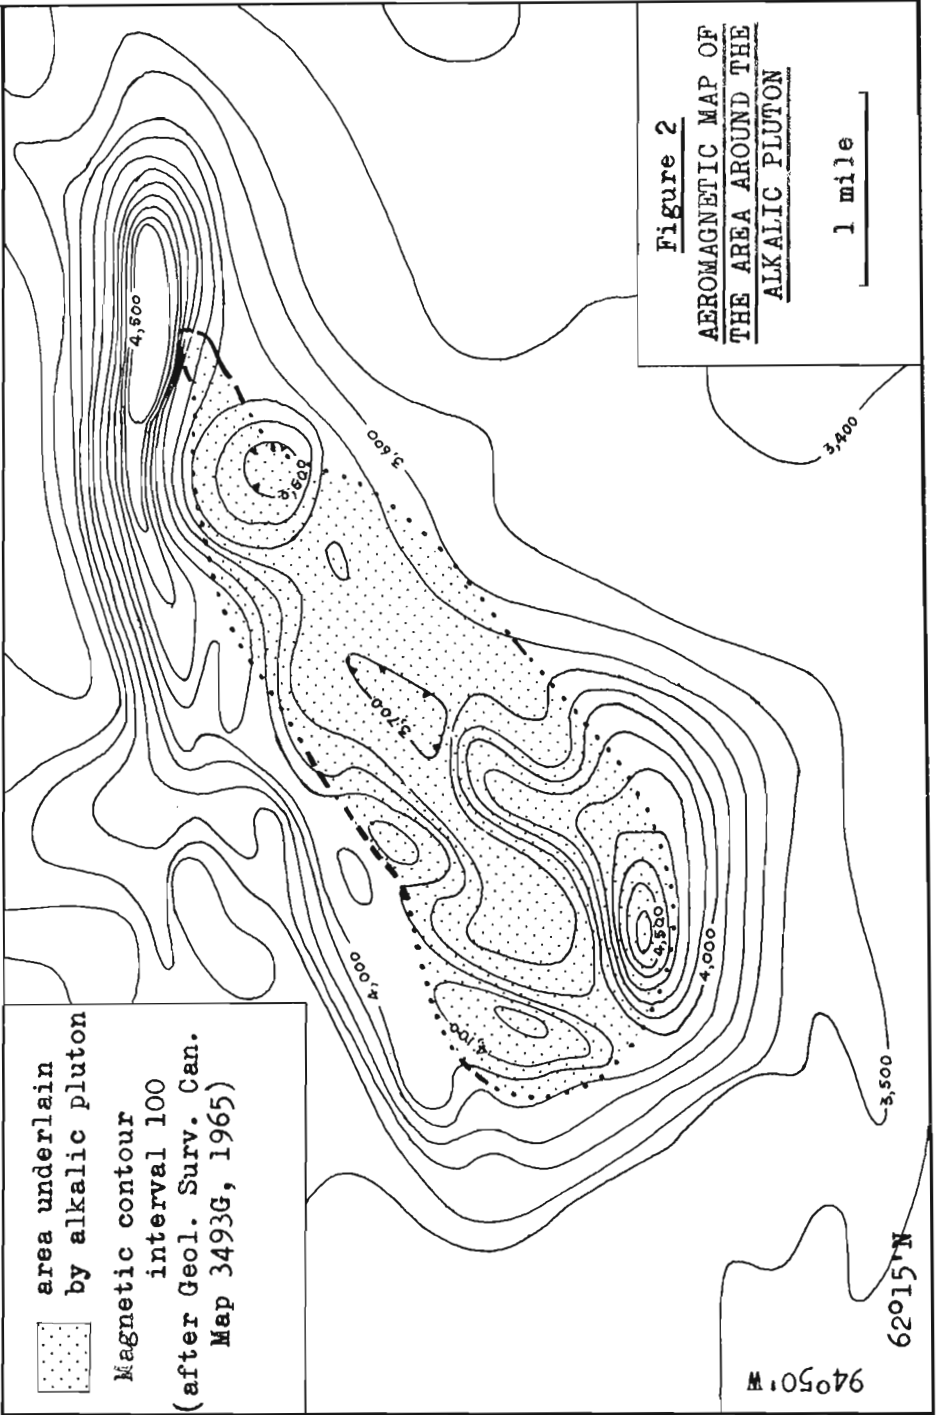 Figure 2
AEROMAGNETIC MAP OF
THE AREA AROUND THE
ALKALIC PLUTON
1 mile
area underlain
by alkalic pluton
Magnetic contour
interval 100
(after Geol. Surv. Can.
Map 3493G, 1965)
4,500
3,600
3,400
3,700
4,500
4,000
4,000
4,100
3,500
94°50'W
62°15'N